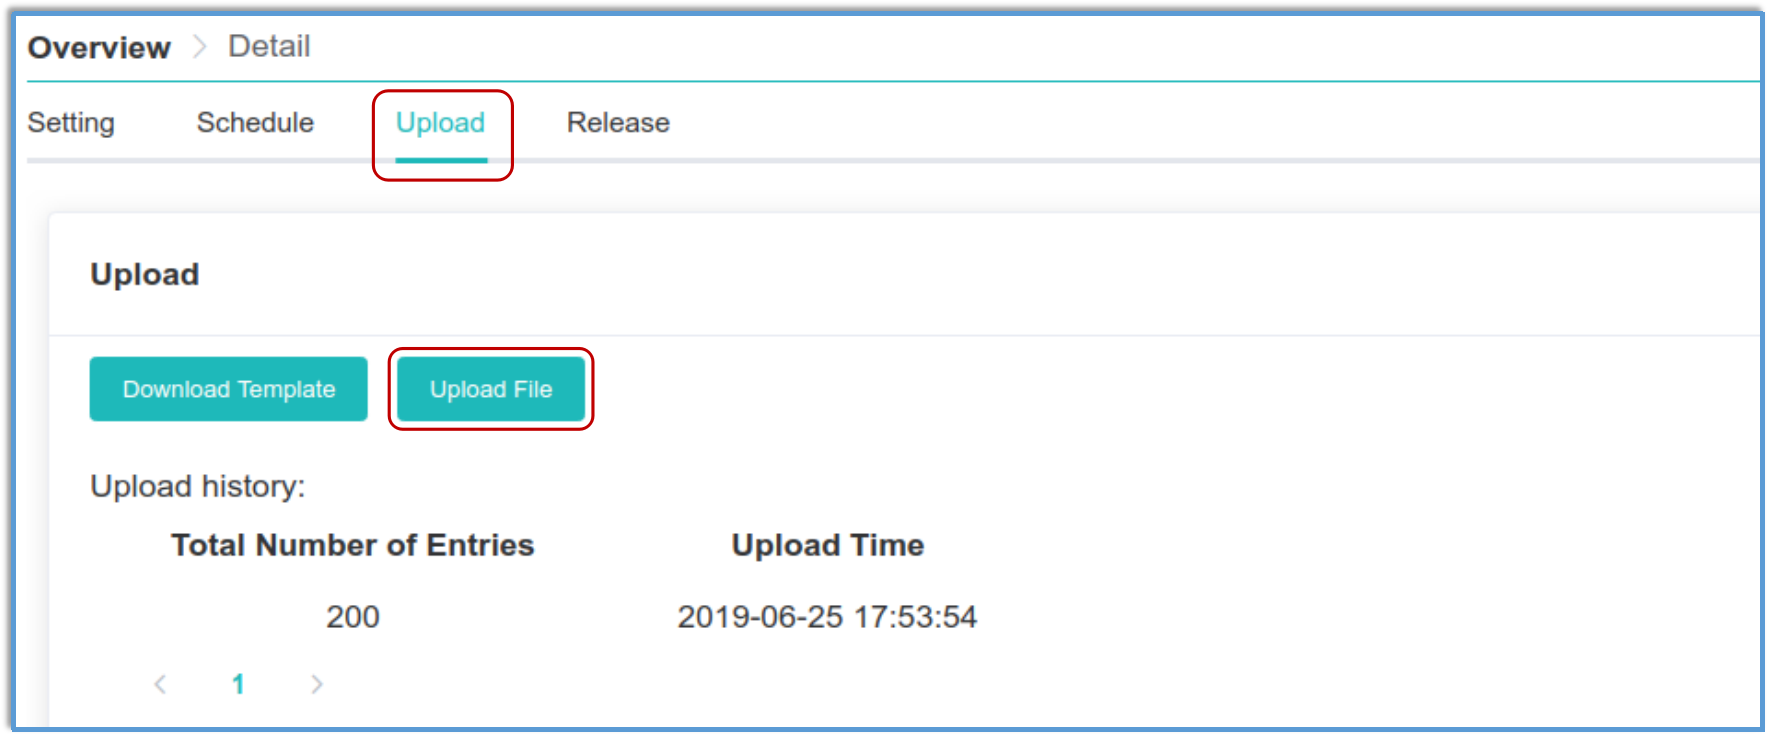 Overview > Detail
Setting Schedule Upload Release
Upload
Download Template Upload File
Upload history:
Total Number of Entries Upload Time
200 2019-06-25 17:53:54
< 1 >